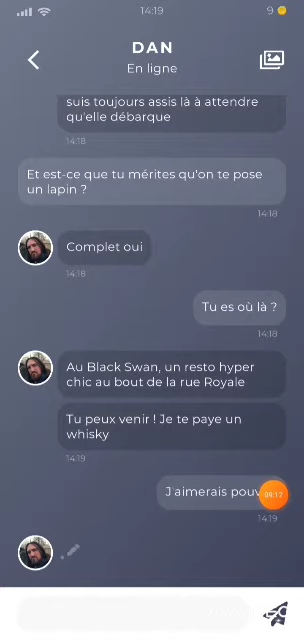 14:19
9
DAN
En ligne
suis toujours assis là à attendre
qu'elle débarque
14:18
Et est-ce que tu mérites qu'on te pose
un lapin ?
14:18
Complet oui
14:18
Tu es où là ?
14:18
Au Black Swan, un resto hyper
chic au bout de la rue Royale
Tu peux venir ! Je te paye un
whisky
14:19
J'aimerais
09:17
14:19